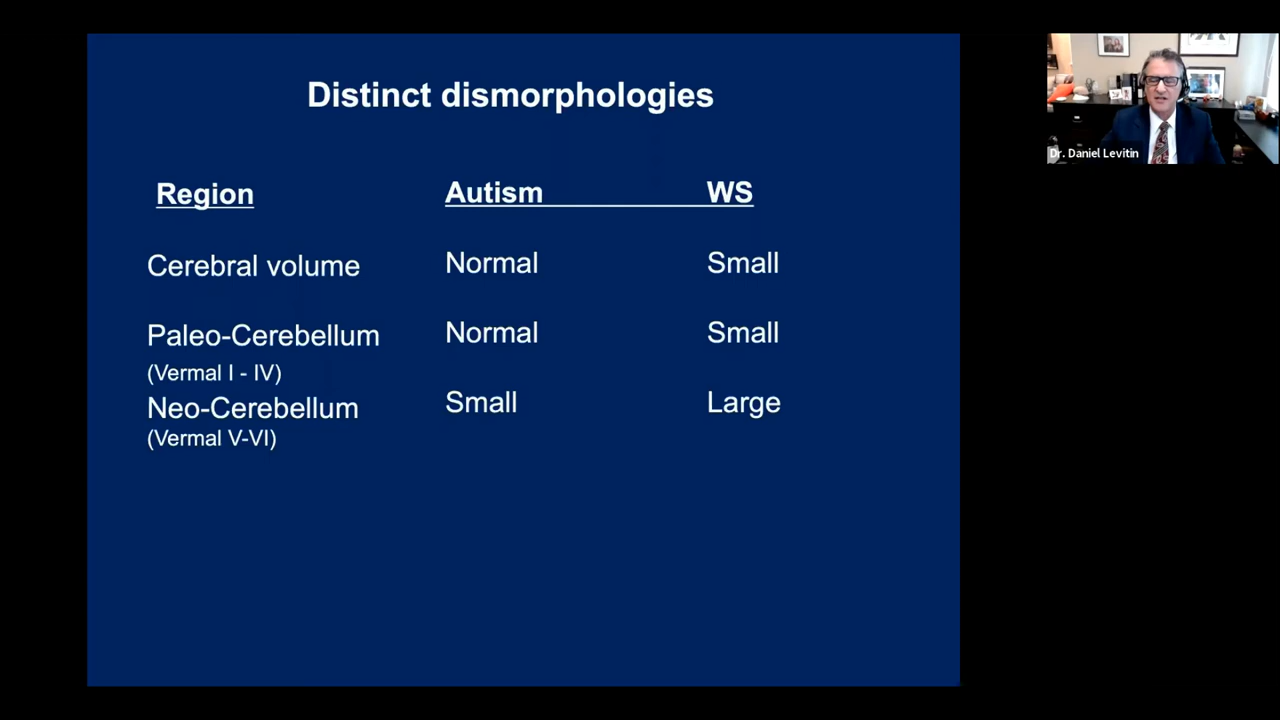 Distinct dismorphologies
Region Autism WS
Cerebral volume Normal Small
Paleo-Cerebellum Normal Small
(Vermal I - IV)
Neo-Cerebellum Small Large
(Vermal V-VI)
Dr. Daniel Levitin